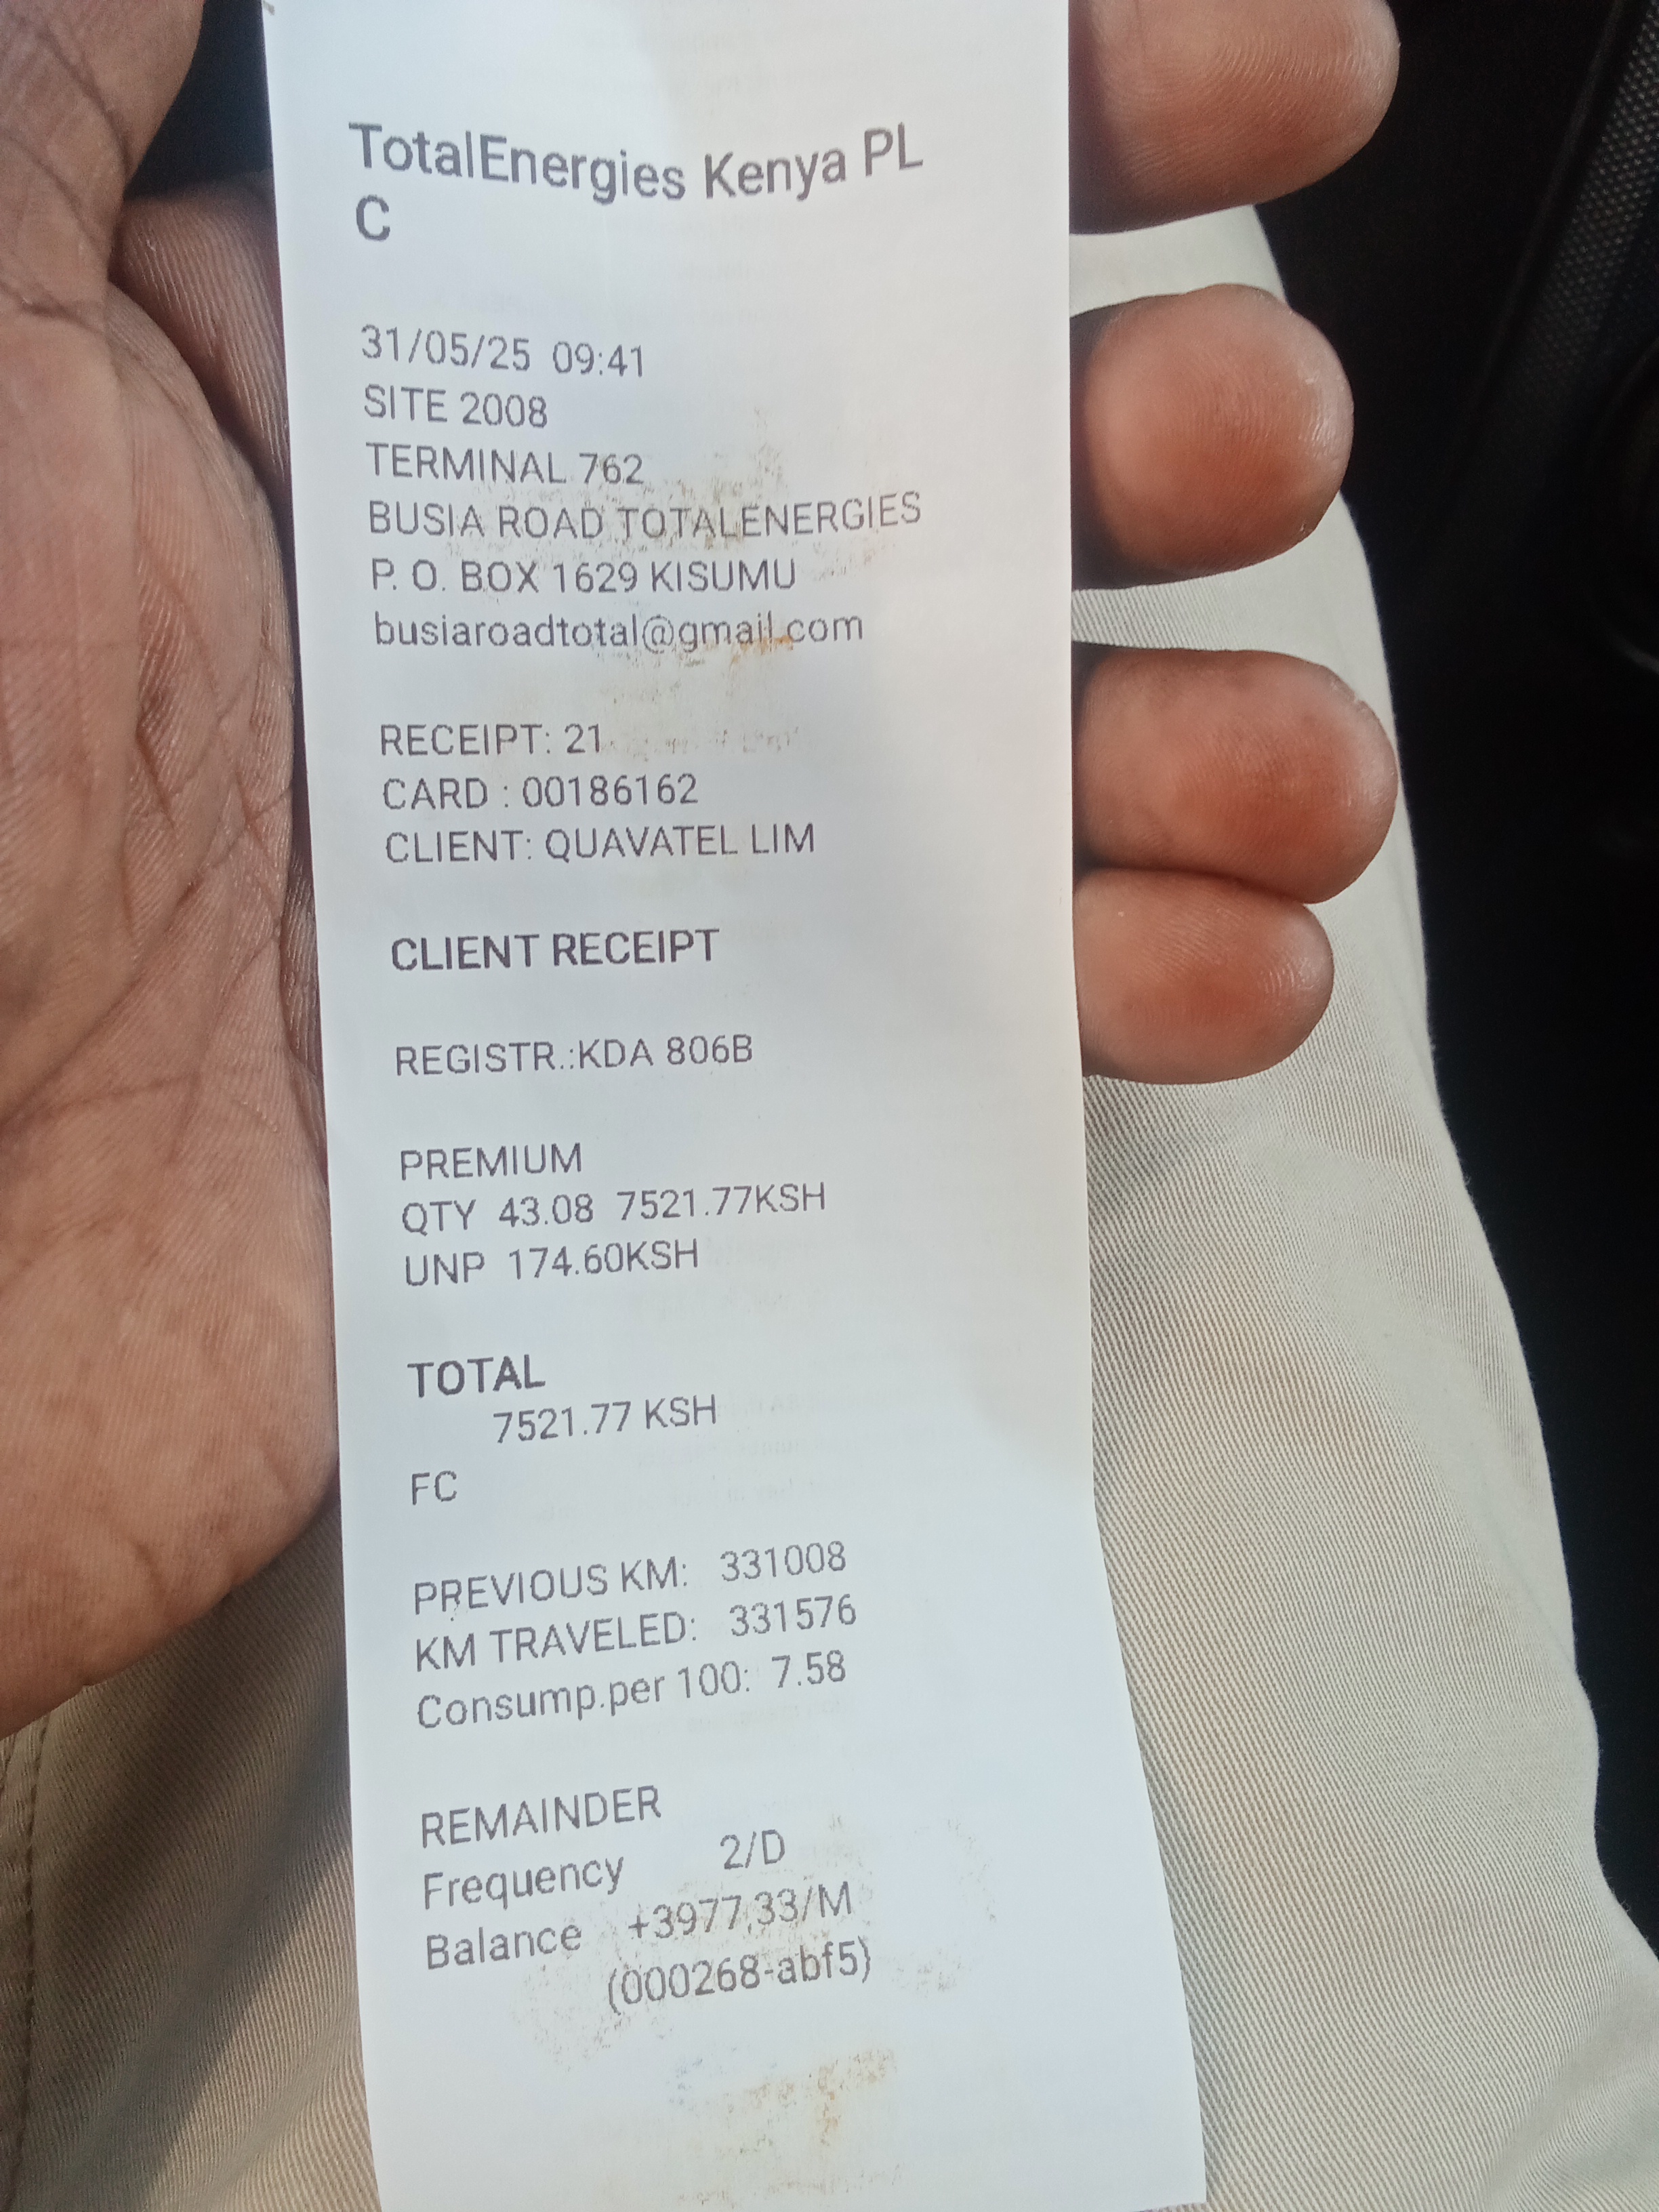 TotalEnergies Kenya PL
C
31/05/25 09:41
SITE 2008
TERMINAL 762
BUSIA ROAD TOTALENERGIES
P. O. BOX 1629 KISUMU
busiaroadtotal@gmail.com
RECEIPT: 21
CARD : 00186162
CLIENT: QUAVATEL LIM
CLIENT RECEIPT
REGISTR.:KDA 806B
PREMIUM
QTY 43.08 7521.77KSH
UNP 174.60KSH
TOTAL
7521.77 KSH
FC
PREVIOUS KM: 331008
KM TRAVELED: 331576
Consump.per 100: 7.58
REMAINDER
Frequency 2/D
Balance +3977,33/M
(000268-abf5)